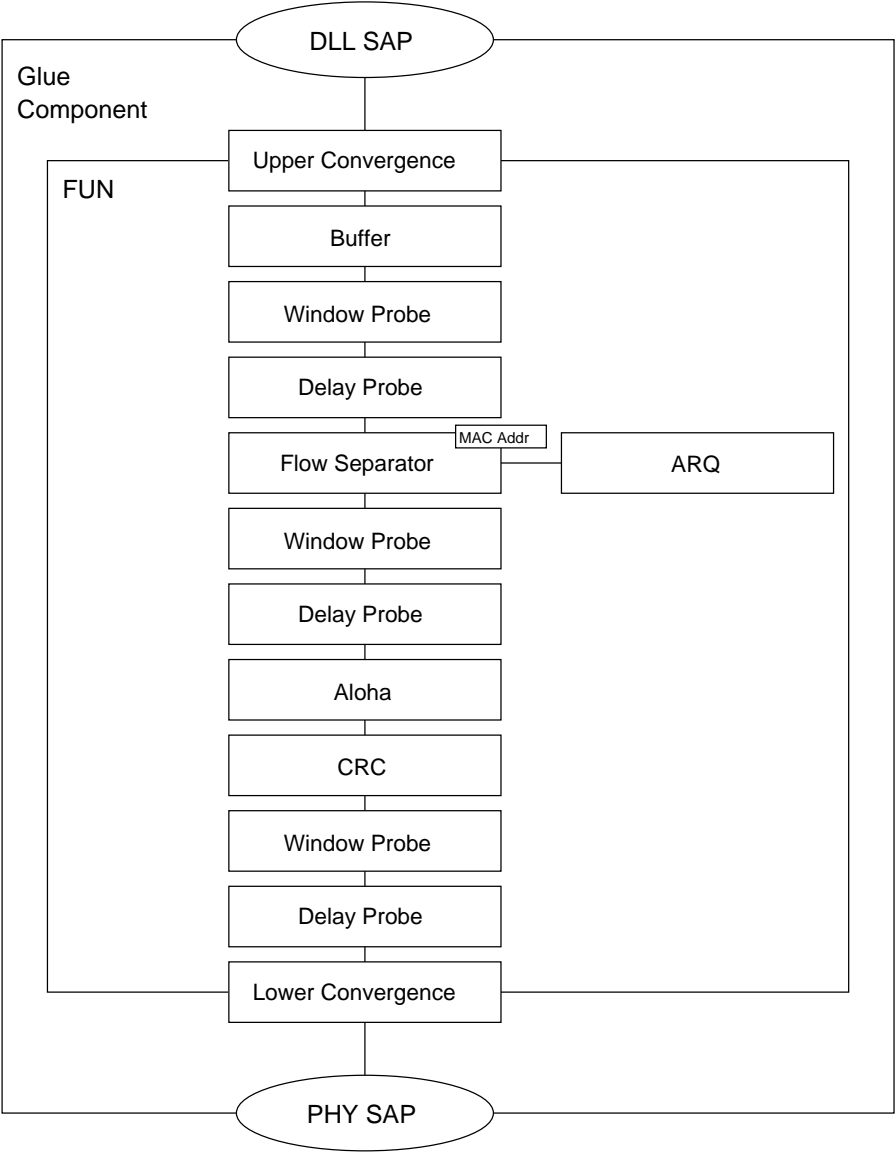 DLL SAP
Glue
Component
Upper Convergence
FUN
Buffer
Window Probe
Delay Probe
MAC Addr
Flow Separator
ARQ
Window Probe
Delay Probe
Aloha
CRC
Window Probe
Delay Probe
Lower Convergence
PHY SAP